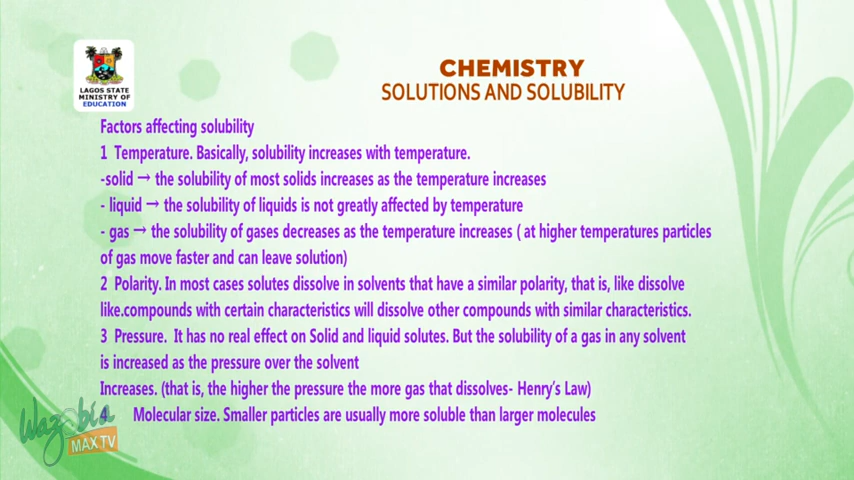 LAGOS STATE
MINISTRY OF
EDUCATION
CHEMISTRY
SOLUTIONS AND SOLUBILITY
Factors affecting solubility
1 Temperature. Basically, solubility increases with temperature.
-solid → the solubility of most solids increases as the temperature increases
- liquid → the solubility of liquids is not greatly affected by temperature
- gas → the solubility of gases decreases as the temperature increases ( at higher temperatures particles
of gas move faster and can leave solution)
2 Polarity. In most cases solutes dissolve in solvents that have a similar polarity, that is, like dissolve
like.compounds with certain characteristics will dissolve other compounds with similar characteristics.
3 Pressure. It has no real effect on Solid and liquid solutes. But the solubility of a gas in any solvent
is increased as the pressure over the solvent
Increases. (that is, the higher the pressure the more gas that dissolves- Henry's Law)
4 Molecular size. Smaller particles are usually more soluble than larger molecules
Wazobia
MAX TV